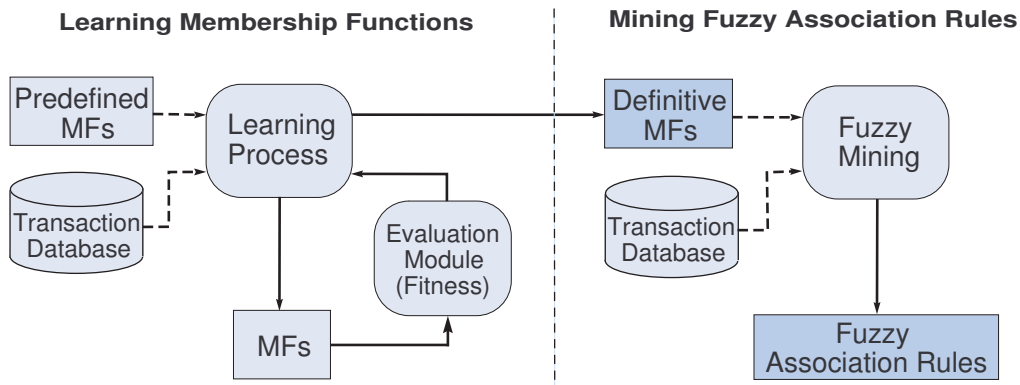 Learning Membership Functions
Mining Fuzzy Association Rules
Predefined
MFs
Learning
Process
Transaction
Database
Evaluation
Module
(Fitness)
MFs
Definitive
MFs
Fuzzy
Mining
Transaction
Database
Fuzzy
Association Rules